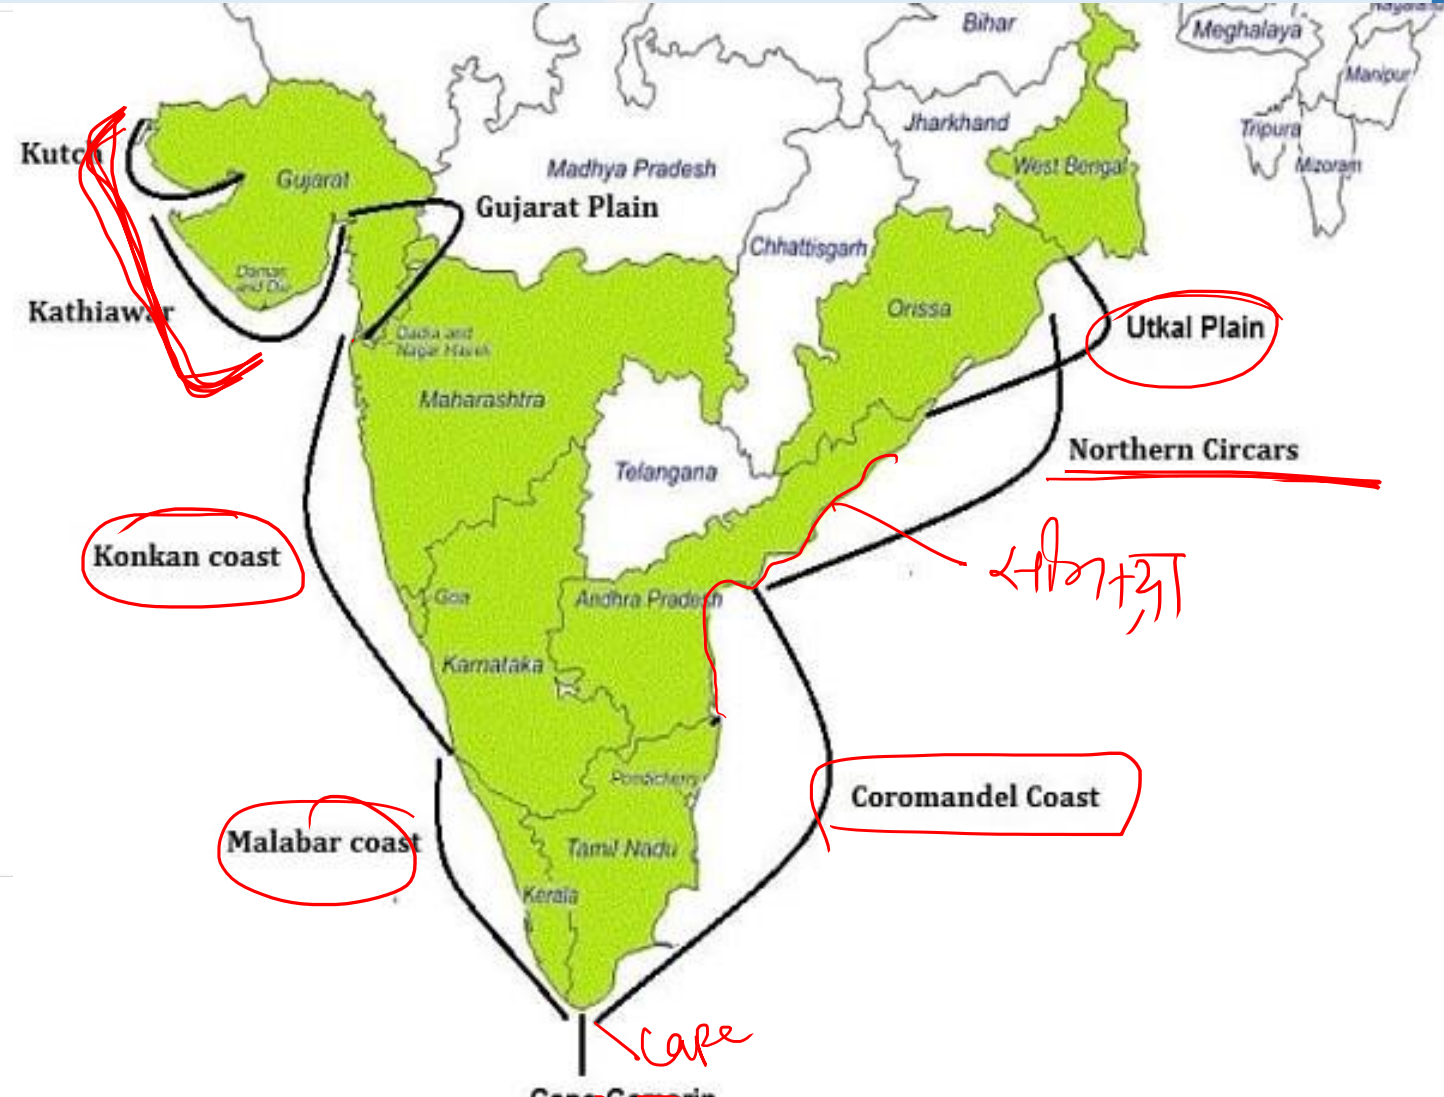 Bihar
Meghalaya
Manipur
Jharkhand
Tripura
Kutch
Madhya Pradesh
West Bengal
Mizoram
Gujarat
Gujarat Plain
Chhattisgarh
Daman
and Diu
Kathiawar
Orissa
Utkal Plain
Dadra and
Nagar Haveli
Maharashtra
Northern Circars
Telangana
Konkan coast
Goa
Andhra Pradesh
Karnataka
Pondicherry
Coromandel Coast
Malabar coast
Tamil Nadu
Kerala
Cape